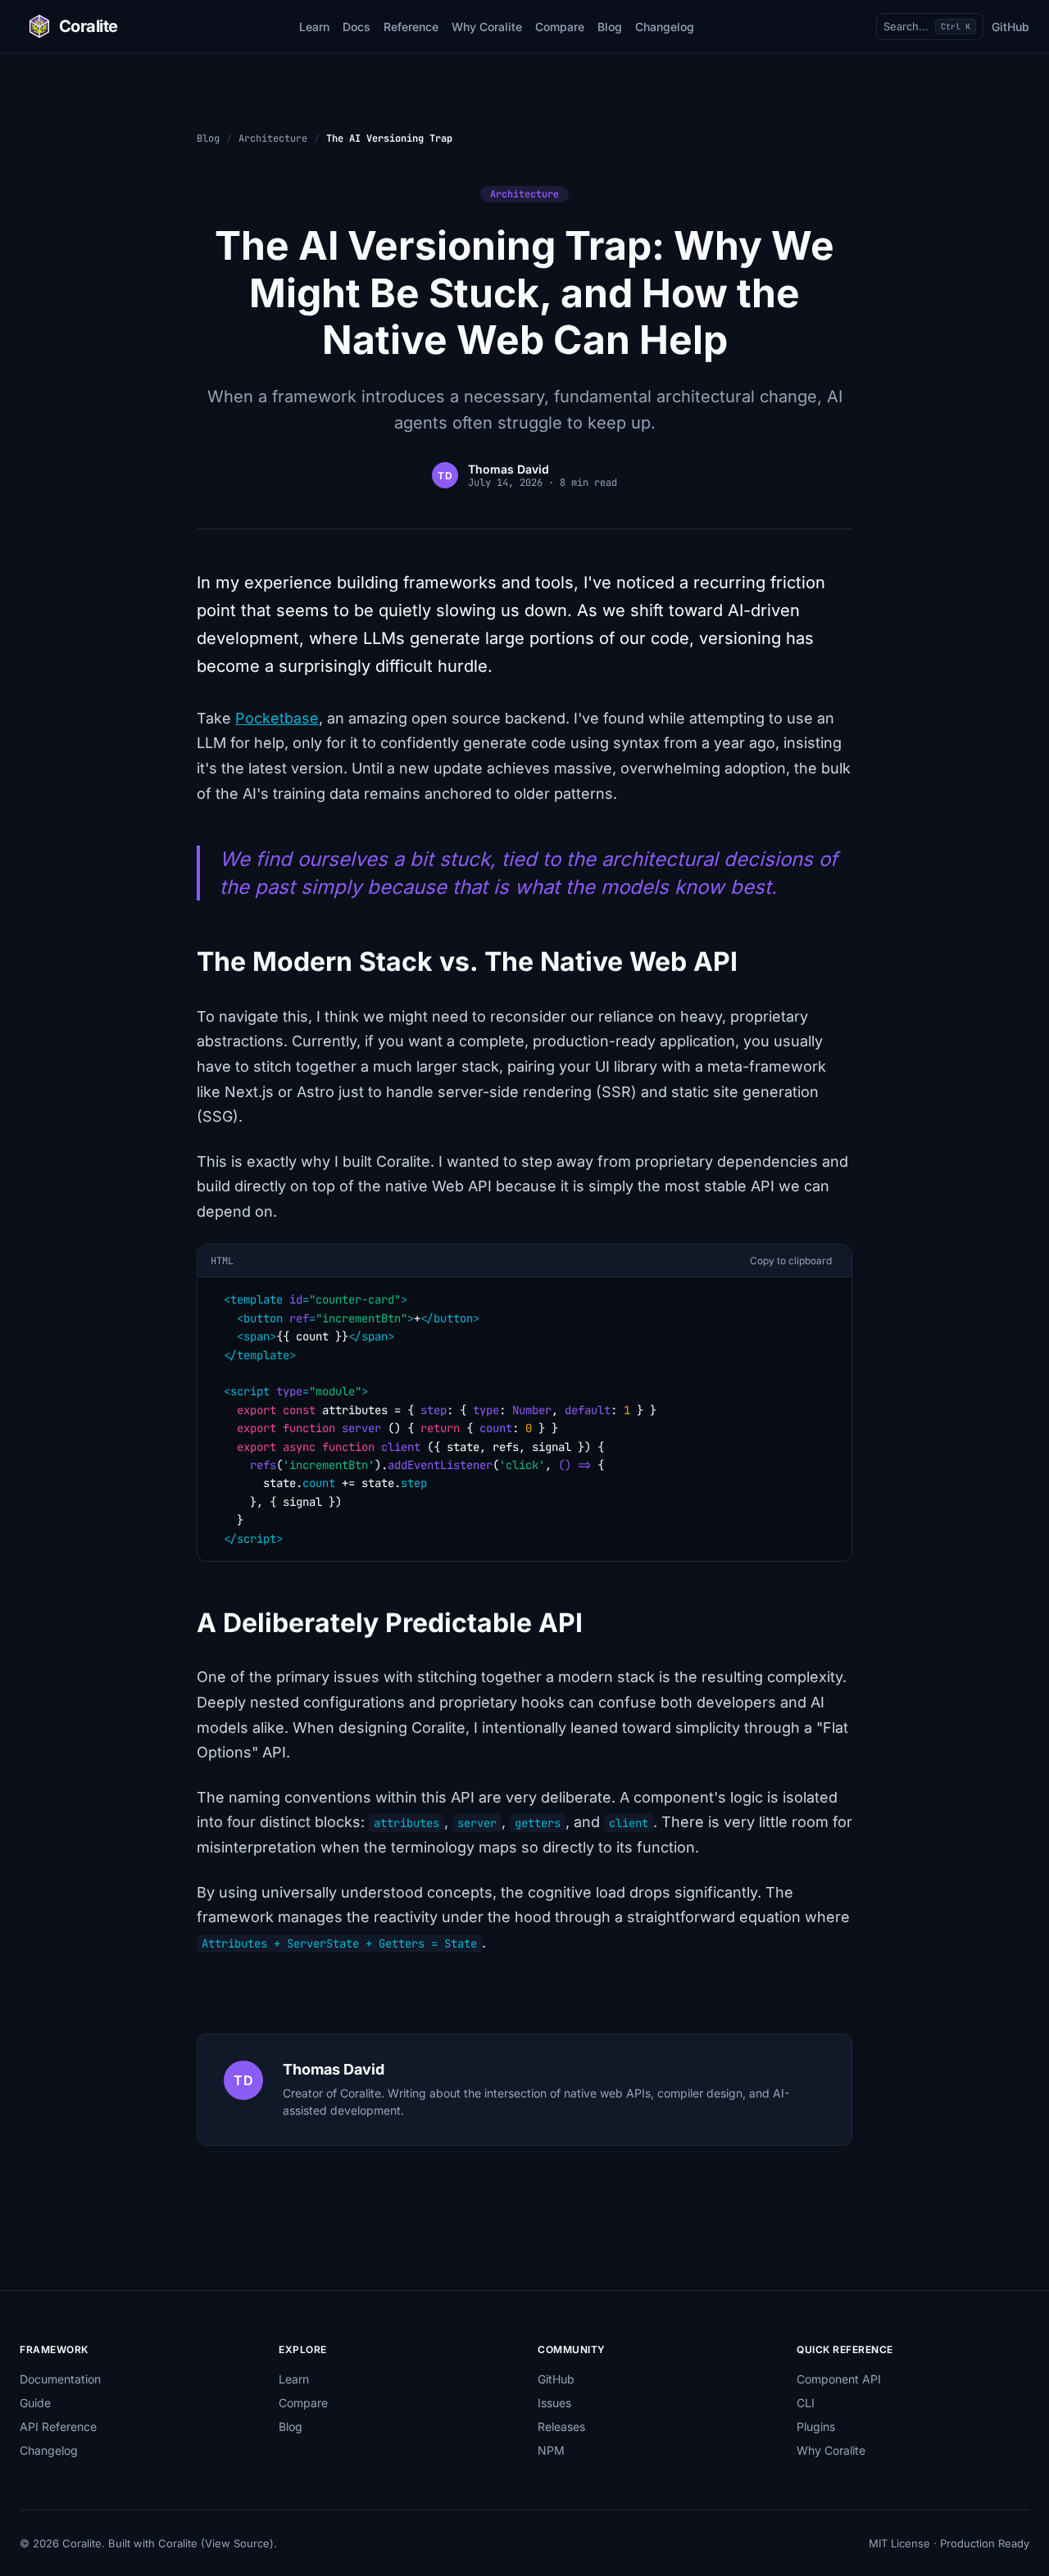 Coralite
Learn Docs Reference Why Coralite Compare Blog Changelog
Search... Ctrl K GitHub
Blog / Architecture / The AI Versioning Trap
Architecture
The AI Versioning Trap: Why We
Might Be Stuck, and How the
Native Web Can Help
When a framework introduces a necessary, fundamental architectural change, AI
agents often struggle to keep up.
TD
Thomas David
July 14, 2026 · 8 min read
In my experience building frameworks and tools, I've noticed a recurring friction
point that seems to be quietly slowing us down. As we shift toward AI-driven
development, where LLMs generate large portions of our code, versioning has
become a surprisingly difficult hurdle.
Take Pocketbase, an amazing open source backend. I've found while attempting to use an
LLM for help, only for it to confidently generate code using syntax from a year ago, insisting
it's the latest version. Until a new update achieves massive, overwhelming adoption, the bulk
of the AI's training data remains anchored to older patterns.
We find ourselves a bit stuck, tied to the architectural decisions of
the past simply because that is what the models know best.
The Modern Stack vs. The Native Web API
To navigate this, I think we might need to reconsider our reliance on heavy, proprietary
abstractions. Currently, if you want a complete, production-ready application, you usually
have to stitch together a much larger stack, pairing your UI library with a meta-framework
like Next.js or Astro just to handle server-side rendering (SSR) and static site generation
(SSG).
This is exactly why I built Coralite. I wanted to step away from proprietary dependencies and
build directly on top of the native Web API because it is simply the most stable API we can
depend on.
HTML Copy to clipboard
<template id="counter-card">
  <button ref="incrementBtn">+</button>
  <span>{{ count }}</span>
</template>
<script type="module">
  export const attributes = { step: { type: Number, default: 1 } }
  export function server () { return { count: 0 } }
  export async function client ({ state, refs, signal }) {
    refs('incrementBtn').addEventListener('click', () => {
      state.count += state.step
    }, { signal })
  }
</script>
A Deliberately Predictable API
One of the primary issues with stitching together a modern stack is the resulting complexity.
Deeply nested configurations and proprietary hooks can confuse both developers and AI
models alike. When designing Coralite, I intentionally leaned toward simplicity through a "Flat
Options" API.
The naming conventions within this API are very deliberate. A component's logic is isolated
into four distinct blocks: attributes, server, getters, and client. There is very little room for
misinterpretation when the terminology maps so directly to its function.
By using universally understood concepts, the cognitive load drops significantly. The
framework manages the reactivity under the hood through a straightforward equation where
Attributes + ServerState + Getters = State.
TD
Thomas David
Creator of Coralite. Writing about the intersection of native web APIs, compiler design, and AI-
assisted development.
FRAMEWORK
Documentation
Guide
API Reference
Changelog
EXPLORE
Learn
Compare
Blog
COMMUNITY
GitHub
Issues
Releases
NPM
QUICK REFERENCE
Component API
CLI
Plugins
Why Coralite
© 2026 Coralite. Built with Coralite (View Source).
MIT License · Production Ready